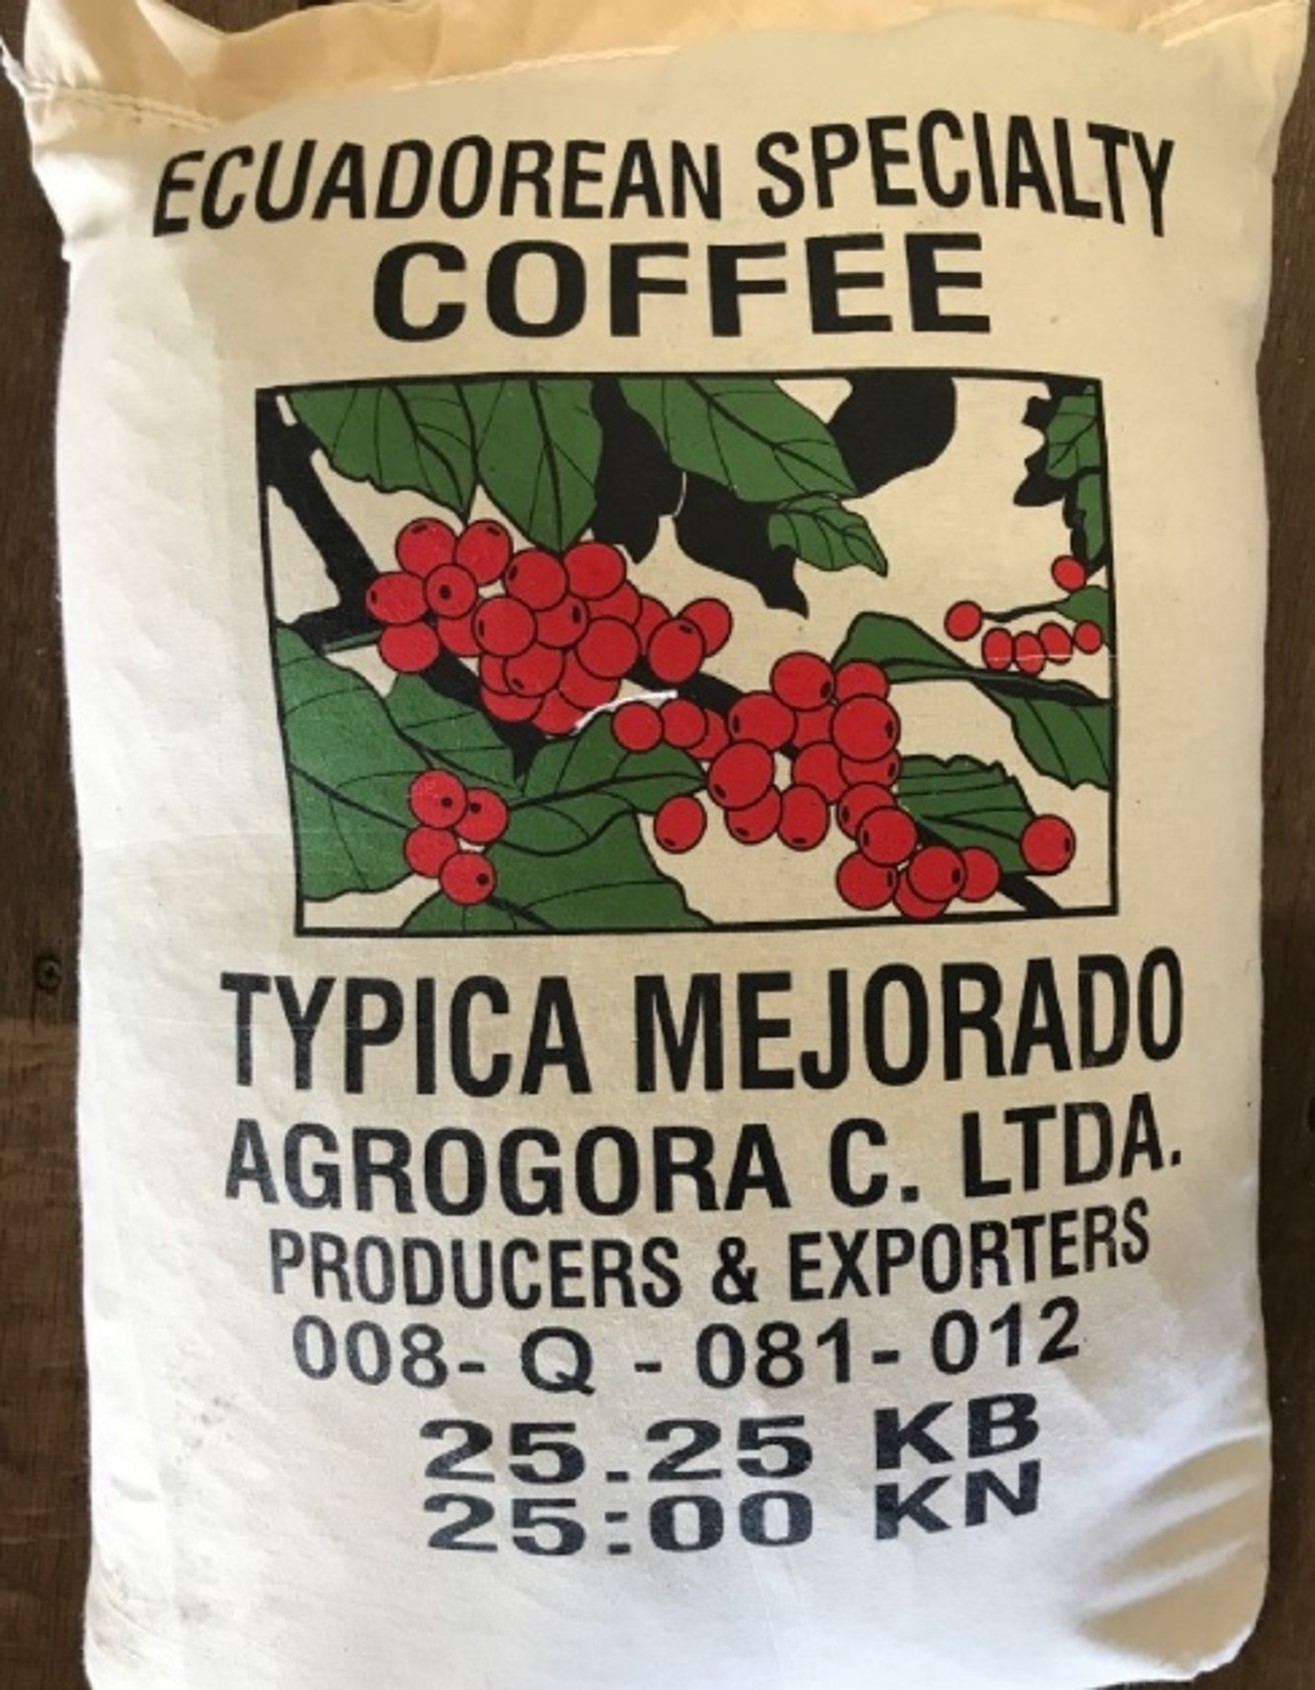 ECUADOREAN SPECIALTY
COFFEE
TYPICA MEJORADO
AGROGORA C. LTDA.
PRODUCERS & EXPORTERS
008- Q - 081- 012
25.25 KB
25:00 KN